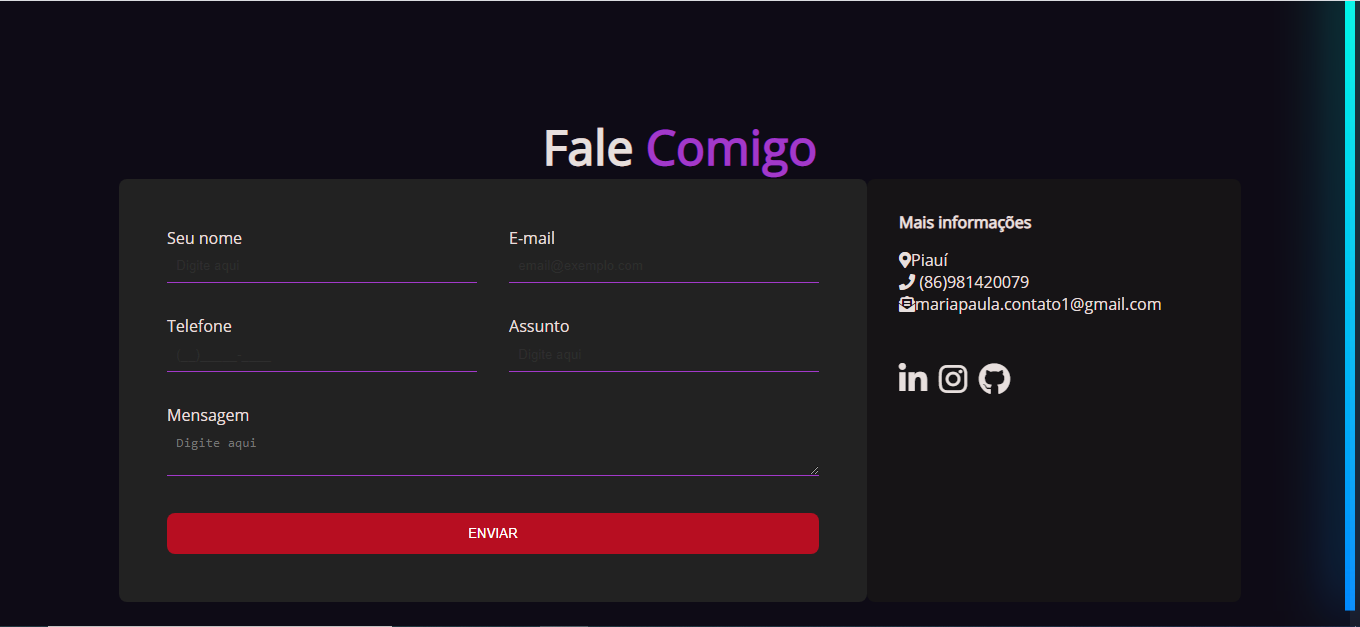 Fale Comigo
Seu nome
Digite aqui
E-mail
email@exemplo.com
Telefone
(__)_____-____
Assunto
Digite aqui
Mensagem
Digite aqui
ENVIAR
Mais informações
Piauí
(86)981420079
mariapaula.contato1@gmail.com
in